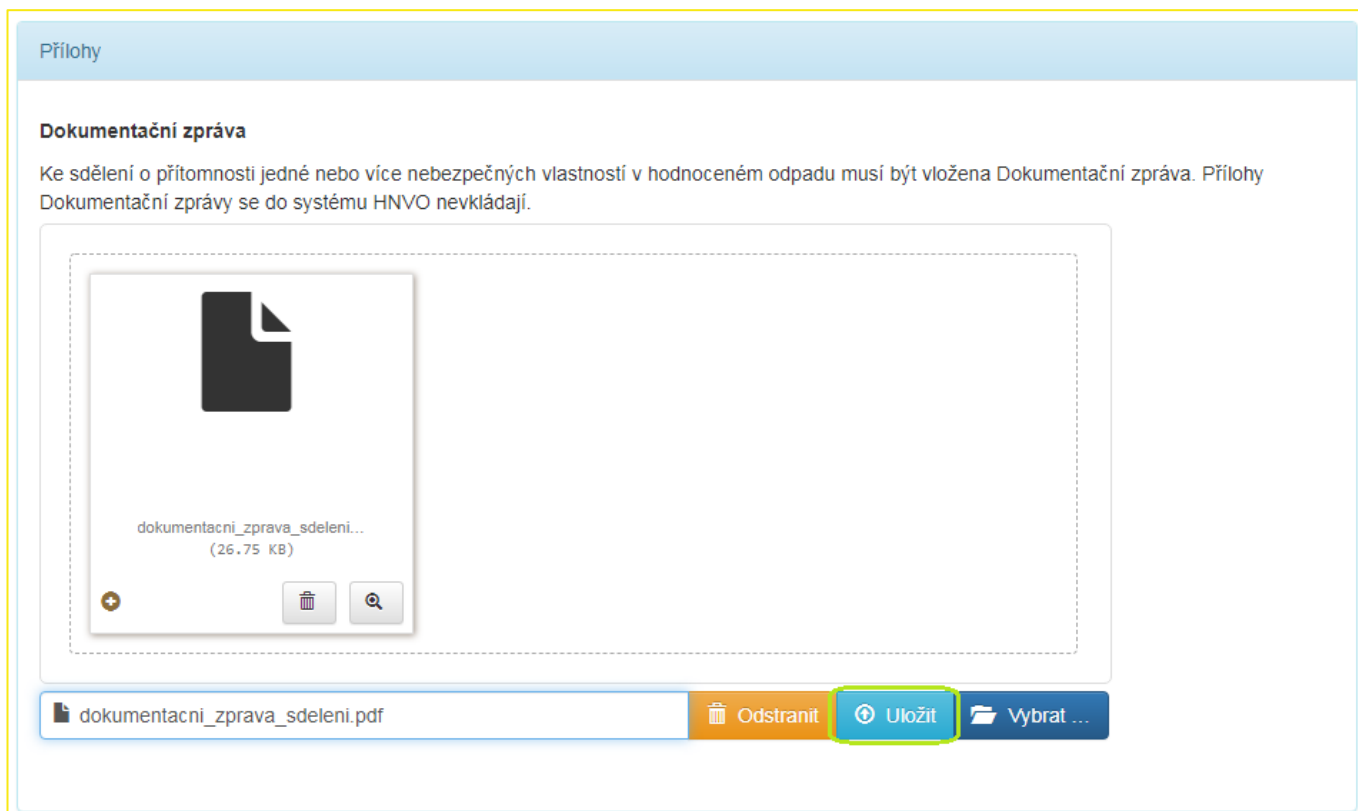 Přílohy
Dokumentační zpráva
Ke sdělení o přítomnosti jedné nebo více nebezpečných vlastností v hodnoceném odpadu musí být vložena Dokumentační zpráva. Přílohy
Dokumentační zprávy se do systému HNVO nevkládají.
dokumentacni_zprava_sdeleni...
(26.75 KB)
dokumentacni_zprava_sdeleni.pdf Odstranit Uložit Vybrat ...